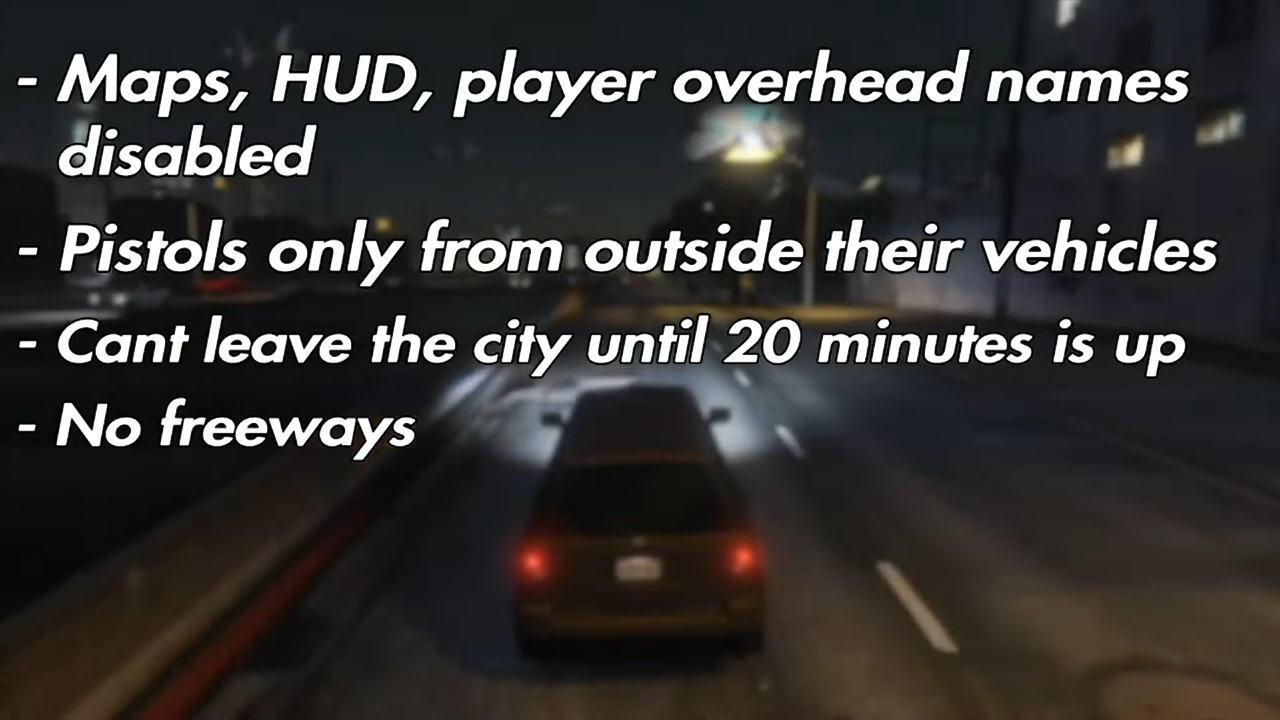 - Maps, HUD, player overhead names
disabled
- Pistols only from outside their vehicles
- Cant leave the city until 20 minutes is up
- No freeways